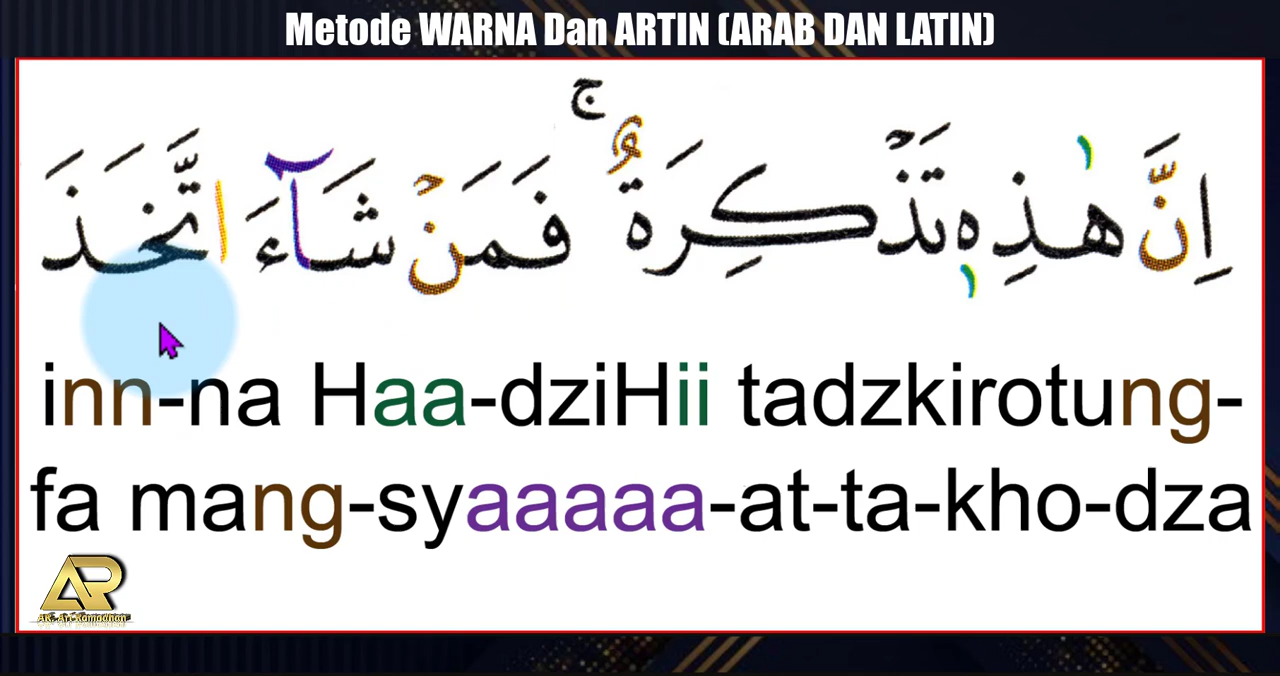 Metode WARNA Dan ARTIN (ARAB DAN LATIN)
اِنَّ هٰذِهٖ تَذْكِرَةٌ ۚ فَمَنْ شَآءَ اتَّخَذَ
inn-na Haa-dziHii tadzkirotung-
fa mang-syaaaaa-at-ta-kho-dza
AR